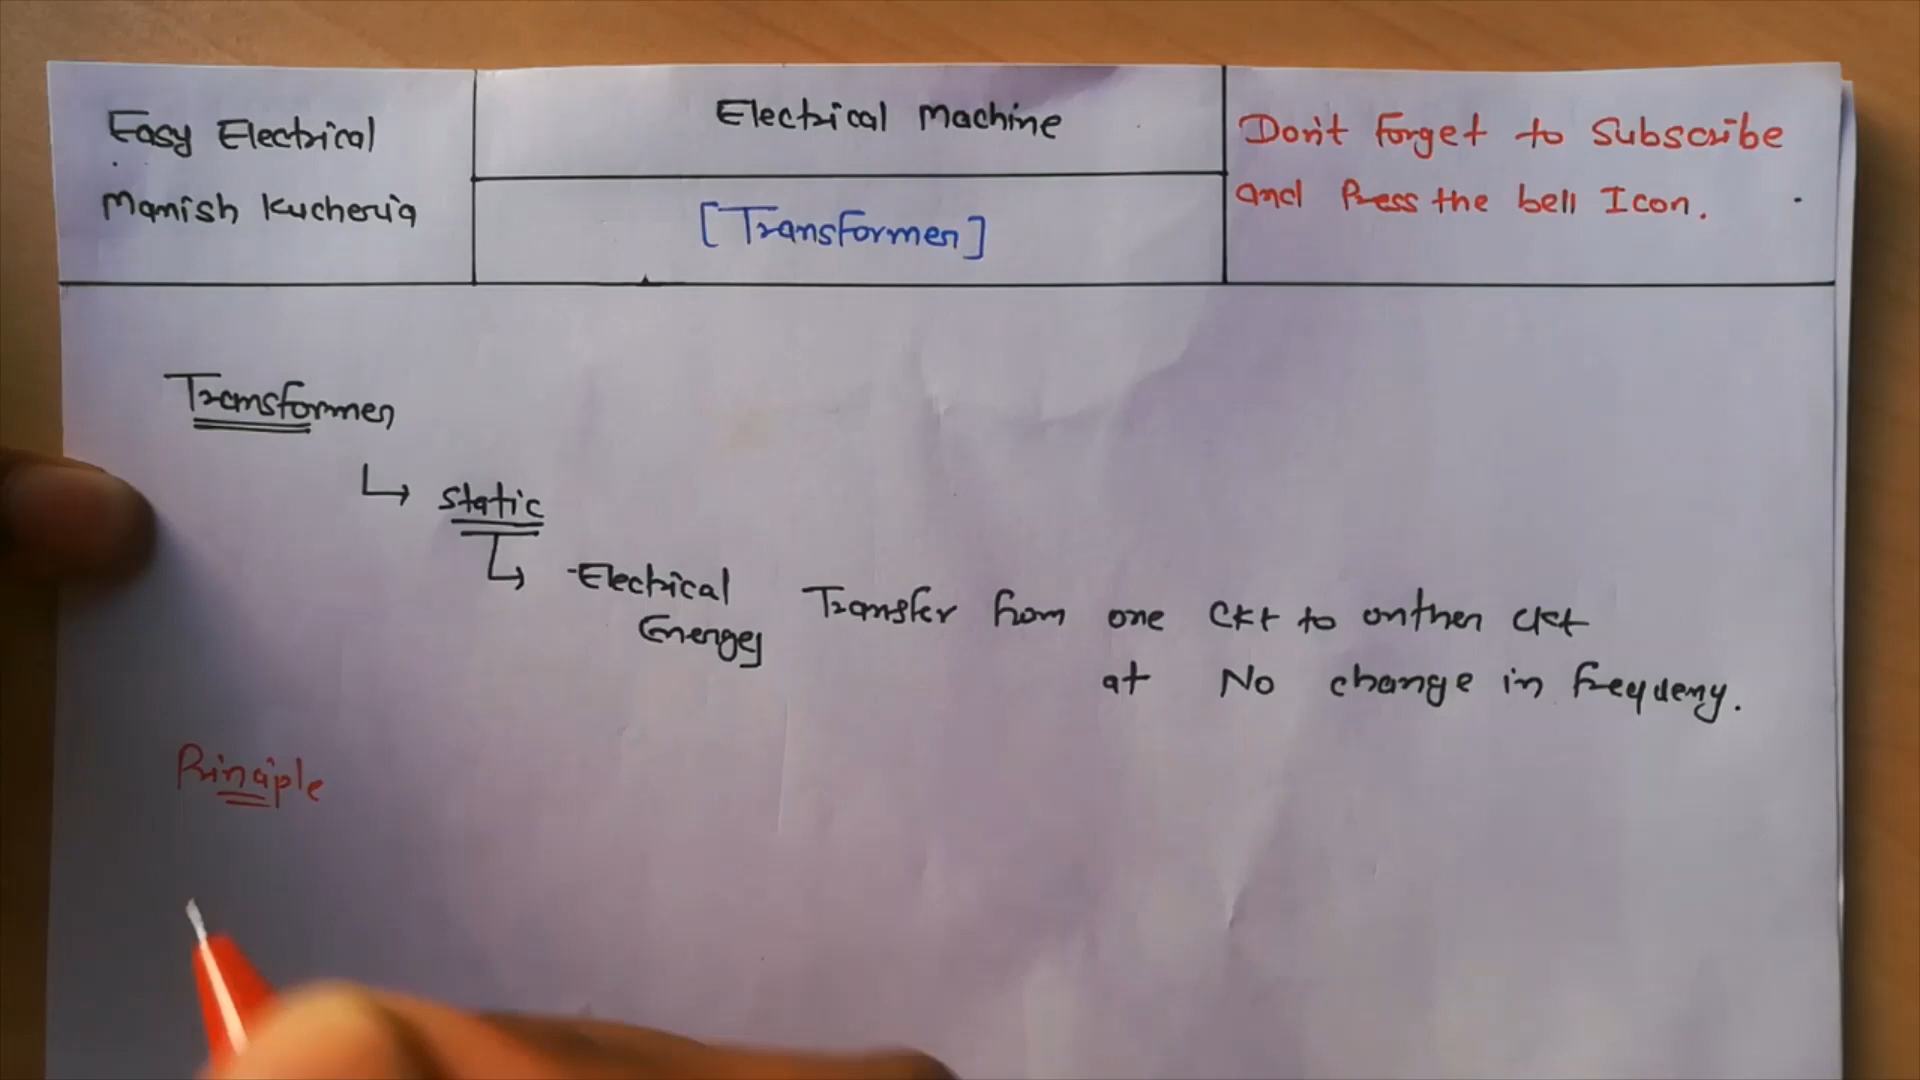 Easy Electrical
Manish Kucheria
Electrical Machine
[Transformer]
Don't forget to Subscribe
and Press the bell Icon.
Transformer
↳ Static
↳ Electrical
Energy
Transfer from one Ckt to onther ckt
at No change in frequency.
Principle